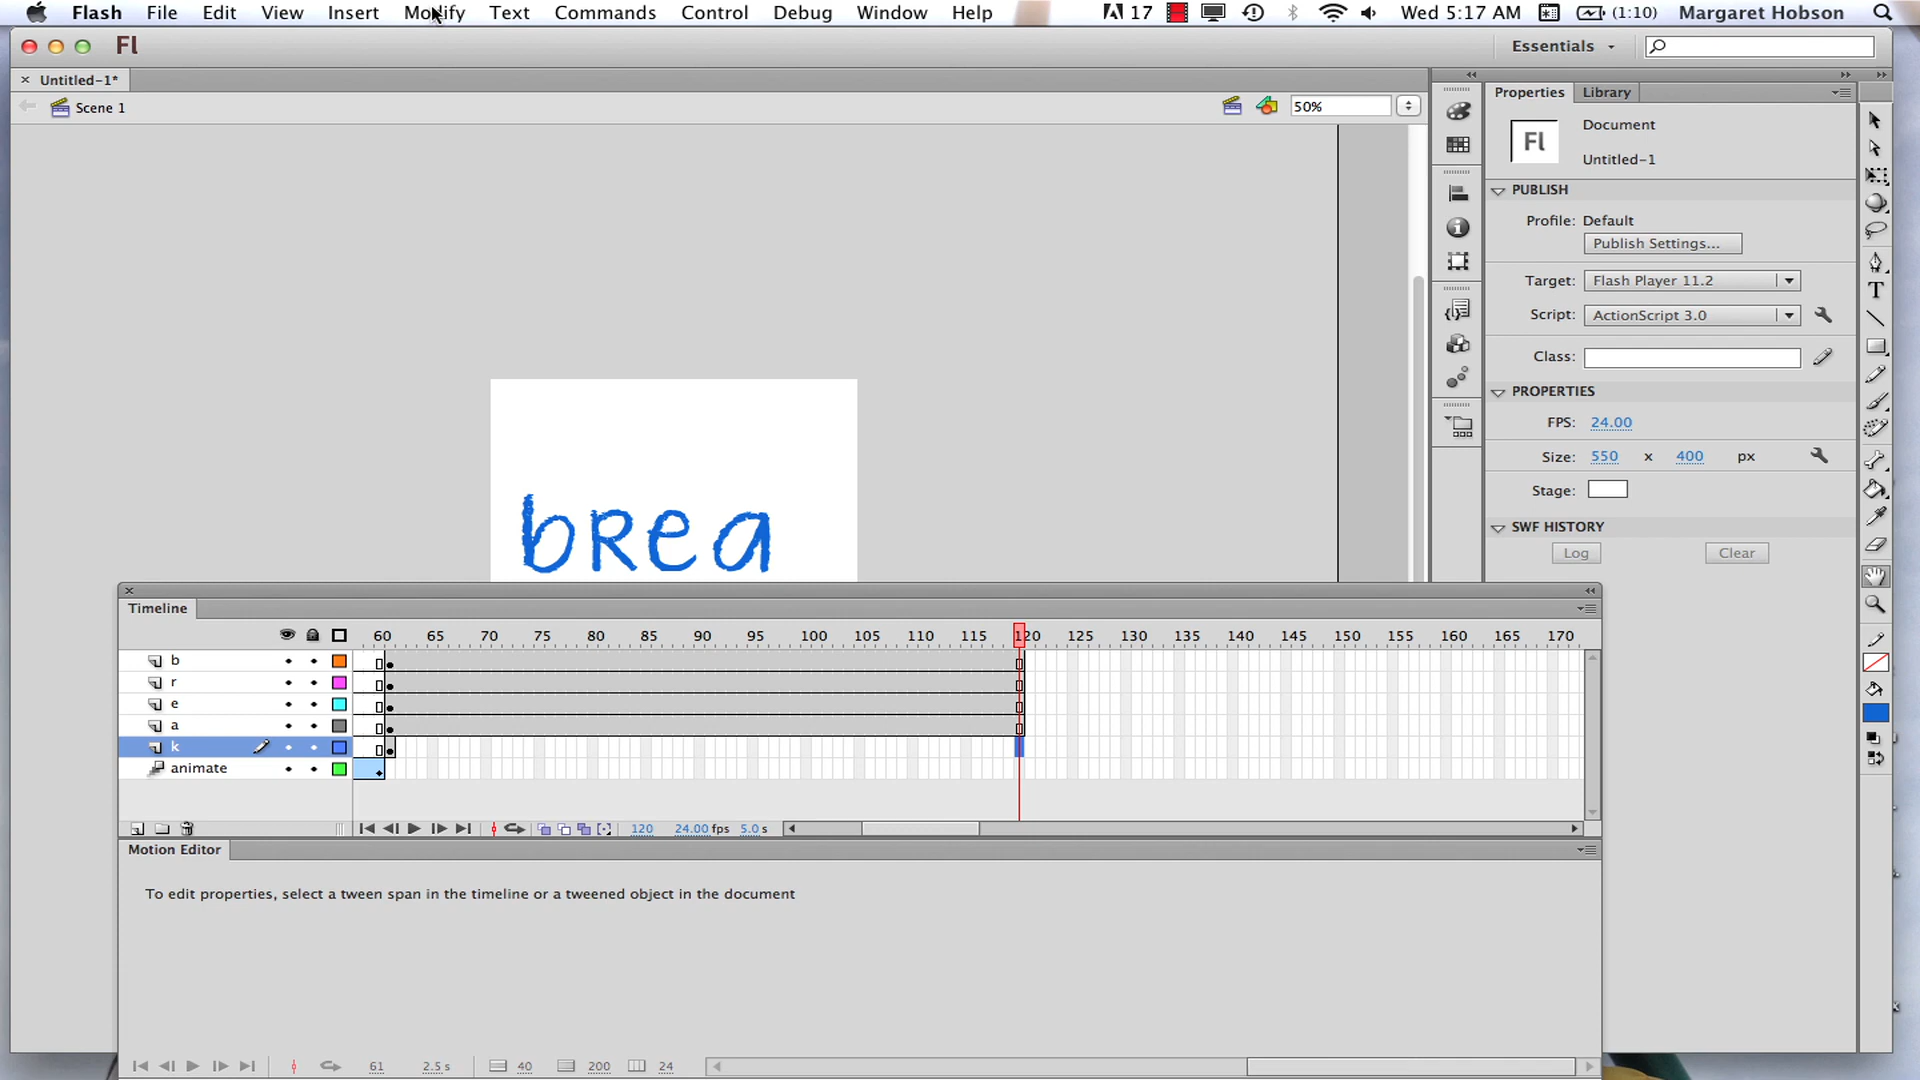 Flash File Edit View Insert Modify Text Commands Control Debug Window Help 17 Wed 5:17 AM (1:10) Margaret Hobson
Fl Essentials
Untitled-1*
Scene 1 50%
Properties Library
Fl Document
Untitled-1
PUBLISH
Profile: Default
Publish Settings...
Target: Flash Player 11.2
Script: ActionScript 3.0
Class:
PROPERTIES
FPS: 24.00
Size: 550 x 400 px
Stage:
SWF HISTORY
Log Clear
bRea
Timeline
60 65 70 75 80 85 90 95 100 105 110 115 120 125 130 135 140 145 150 155 160 165 170
b
r
e
a
k
animate
120 24.00 fps 5.0 s
Motion Editor
To edit properties, select a tween span in the timeline or a tweened object in the document
61 2.5 s 40 200 24